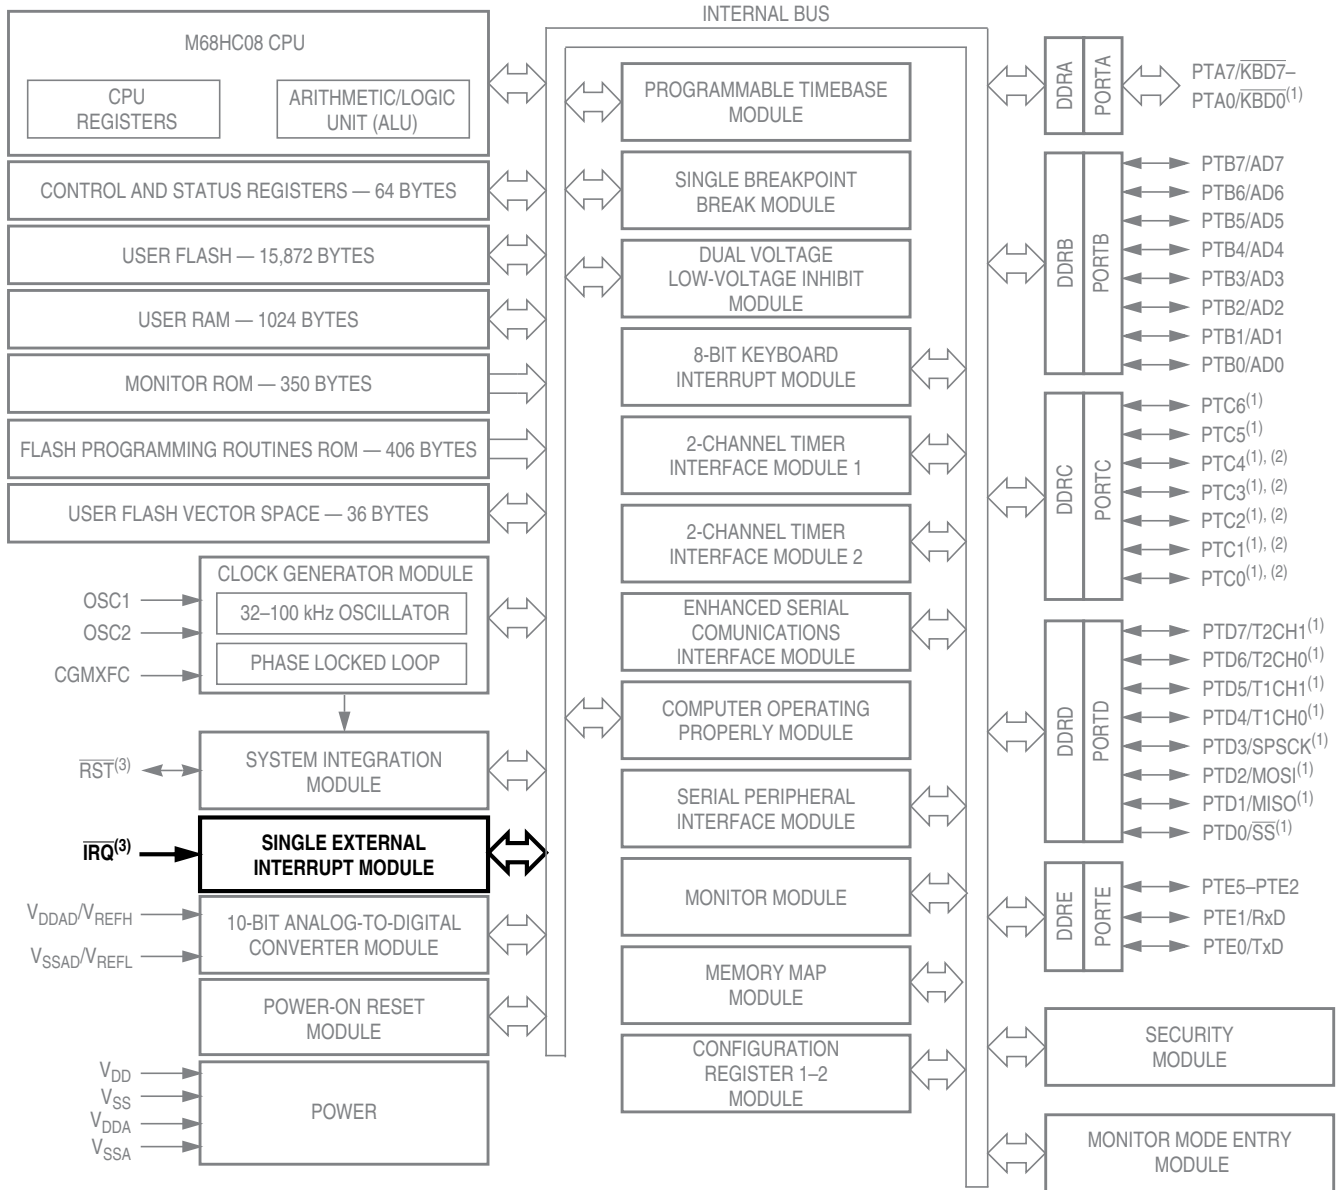 INTERNAL BUS
M68HC08 CPU
CPU
REGISTERS
ARITHMETIC/LOGIC
UNIT (ALU)
CONTROL AND STATUS REGISTERS — 64 BYTES
USER FLASH — 15,872 BYTES
USER RAM — 1024 BYTES
MONITOR ROM — 350 BYTES
FLASH PROGRAMMING ROUTINES ROM — 406 BYTES
USER FLASH VECTOR SPACE — 36 BYTES
CLOCK GENERATOR MODULE
32–100 kHz OSCILLATOR
PHASE LOCKED LOOP
OSC1
OSC2
CGMXFC
SYSTEM INTEGRATION
MODULE
RST(3)
SINGLE EXTERNAL
INTERRUPT MODULE
IRQ(3)
10-BIT ANALOG-TO-DIGITAL
CONVERTER MODULE
VDDAD/VREFH
VSSAD/VREFL
POWER-ON RESET
MODULE
POWER
VDD
VSS
VDDA
VSSA
PROGRAMMABLE TIMEBASE
MODULE
SINGLE BREAKPOINT
BREAK MODULE
DUAL VOLTAGE
LOW-VOLTAGE INHIBIT
MODULE
8-BIT KEYBOARD
INTERRUPT MODULE
2-CHANNEL TIMER
INTERFACE MODULE 1
2-CHANNEL TIMER
INTERFACE MODULE 2
ENHANCED SERIAL
COMUNICATIONS
INTERFACE MODULE
COMPUTER OPERATING
PROPERLY MODULE
SERIAL PERIPHERAL
INTERFACE MODULE
MONITOR MODULE
MEMORY MAP
MODULE
CONFIGURATION
REGISTER 1–2
MODULE
DDRA
PORTA
PTA7/KBD7–
PTA0/KBD0(1)
DDRB
PORTB
PTB7/AD7
PTB6/AD6
PTB5/AD5
PTB4/AD4
PTB3/AD3
PTB2/AD2
PTB1/AD1
PTB0/AD0
DDRC
PORTC
PTC6(1)
PTC5(1)
PTC4(1), (2)
PTC3(1), (2)
PTC2(1), (2)
PTC1(1), (2)
PTC0(1), (2)
DDRD
PORTD
PTD7/T2CH1(1)
PTD6/T2CH0(1)
PTD5/T1CH1(1)
PTD4/T1CH0(1)
PTD3/SPSCK(1)
PTD2/MOSI(1)
PTD1/MISO(1)
PTD0/SS(1)
DDRE
PORTE
PTE5–PTE2
PTE1/RxD
PTE0/TxD
SECURITY
MODULE
MONITOR MODE ENTRY
MODULE